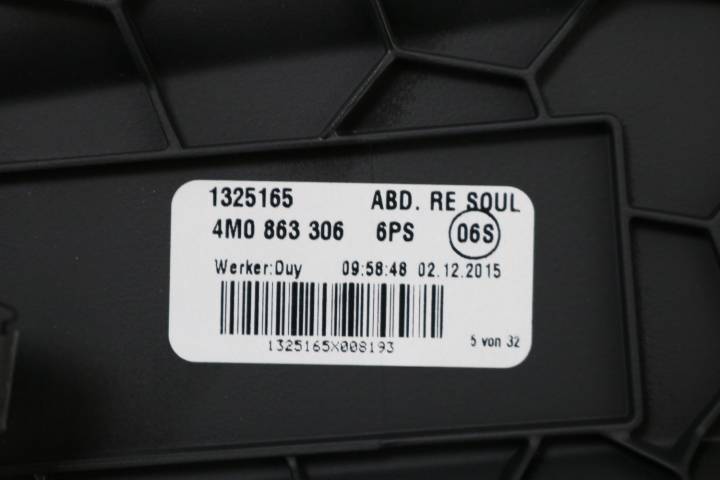 1325165 ABD. RE SOUL
4M0 863 306 6PS 06S
Werker:Duy 09:58:48 02.12.2015
1325165X008193
5 von 32